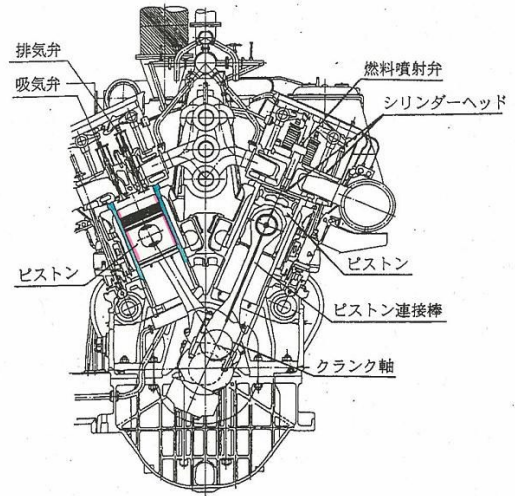 排気弁
吸気弁
燃料噴射弁
シリンダーヘッド
ピストン
ピストン
ピストン連接棒
クランク軸